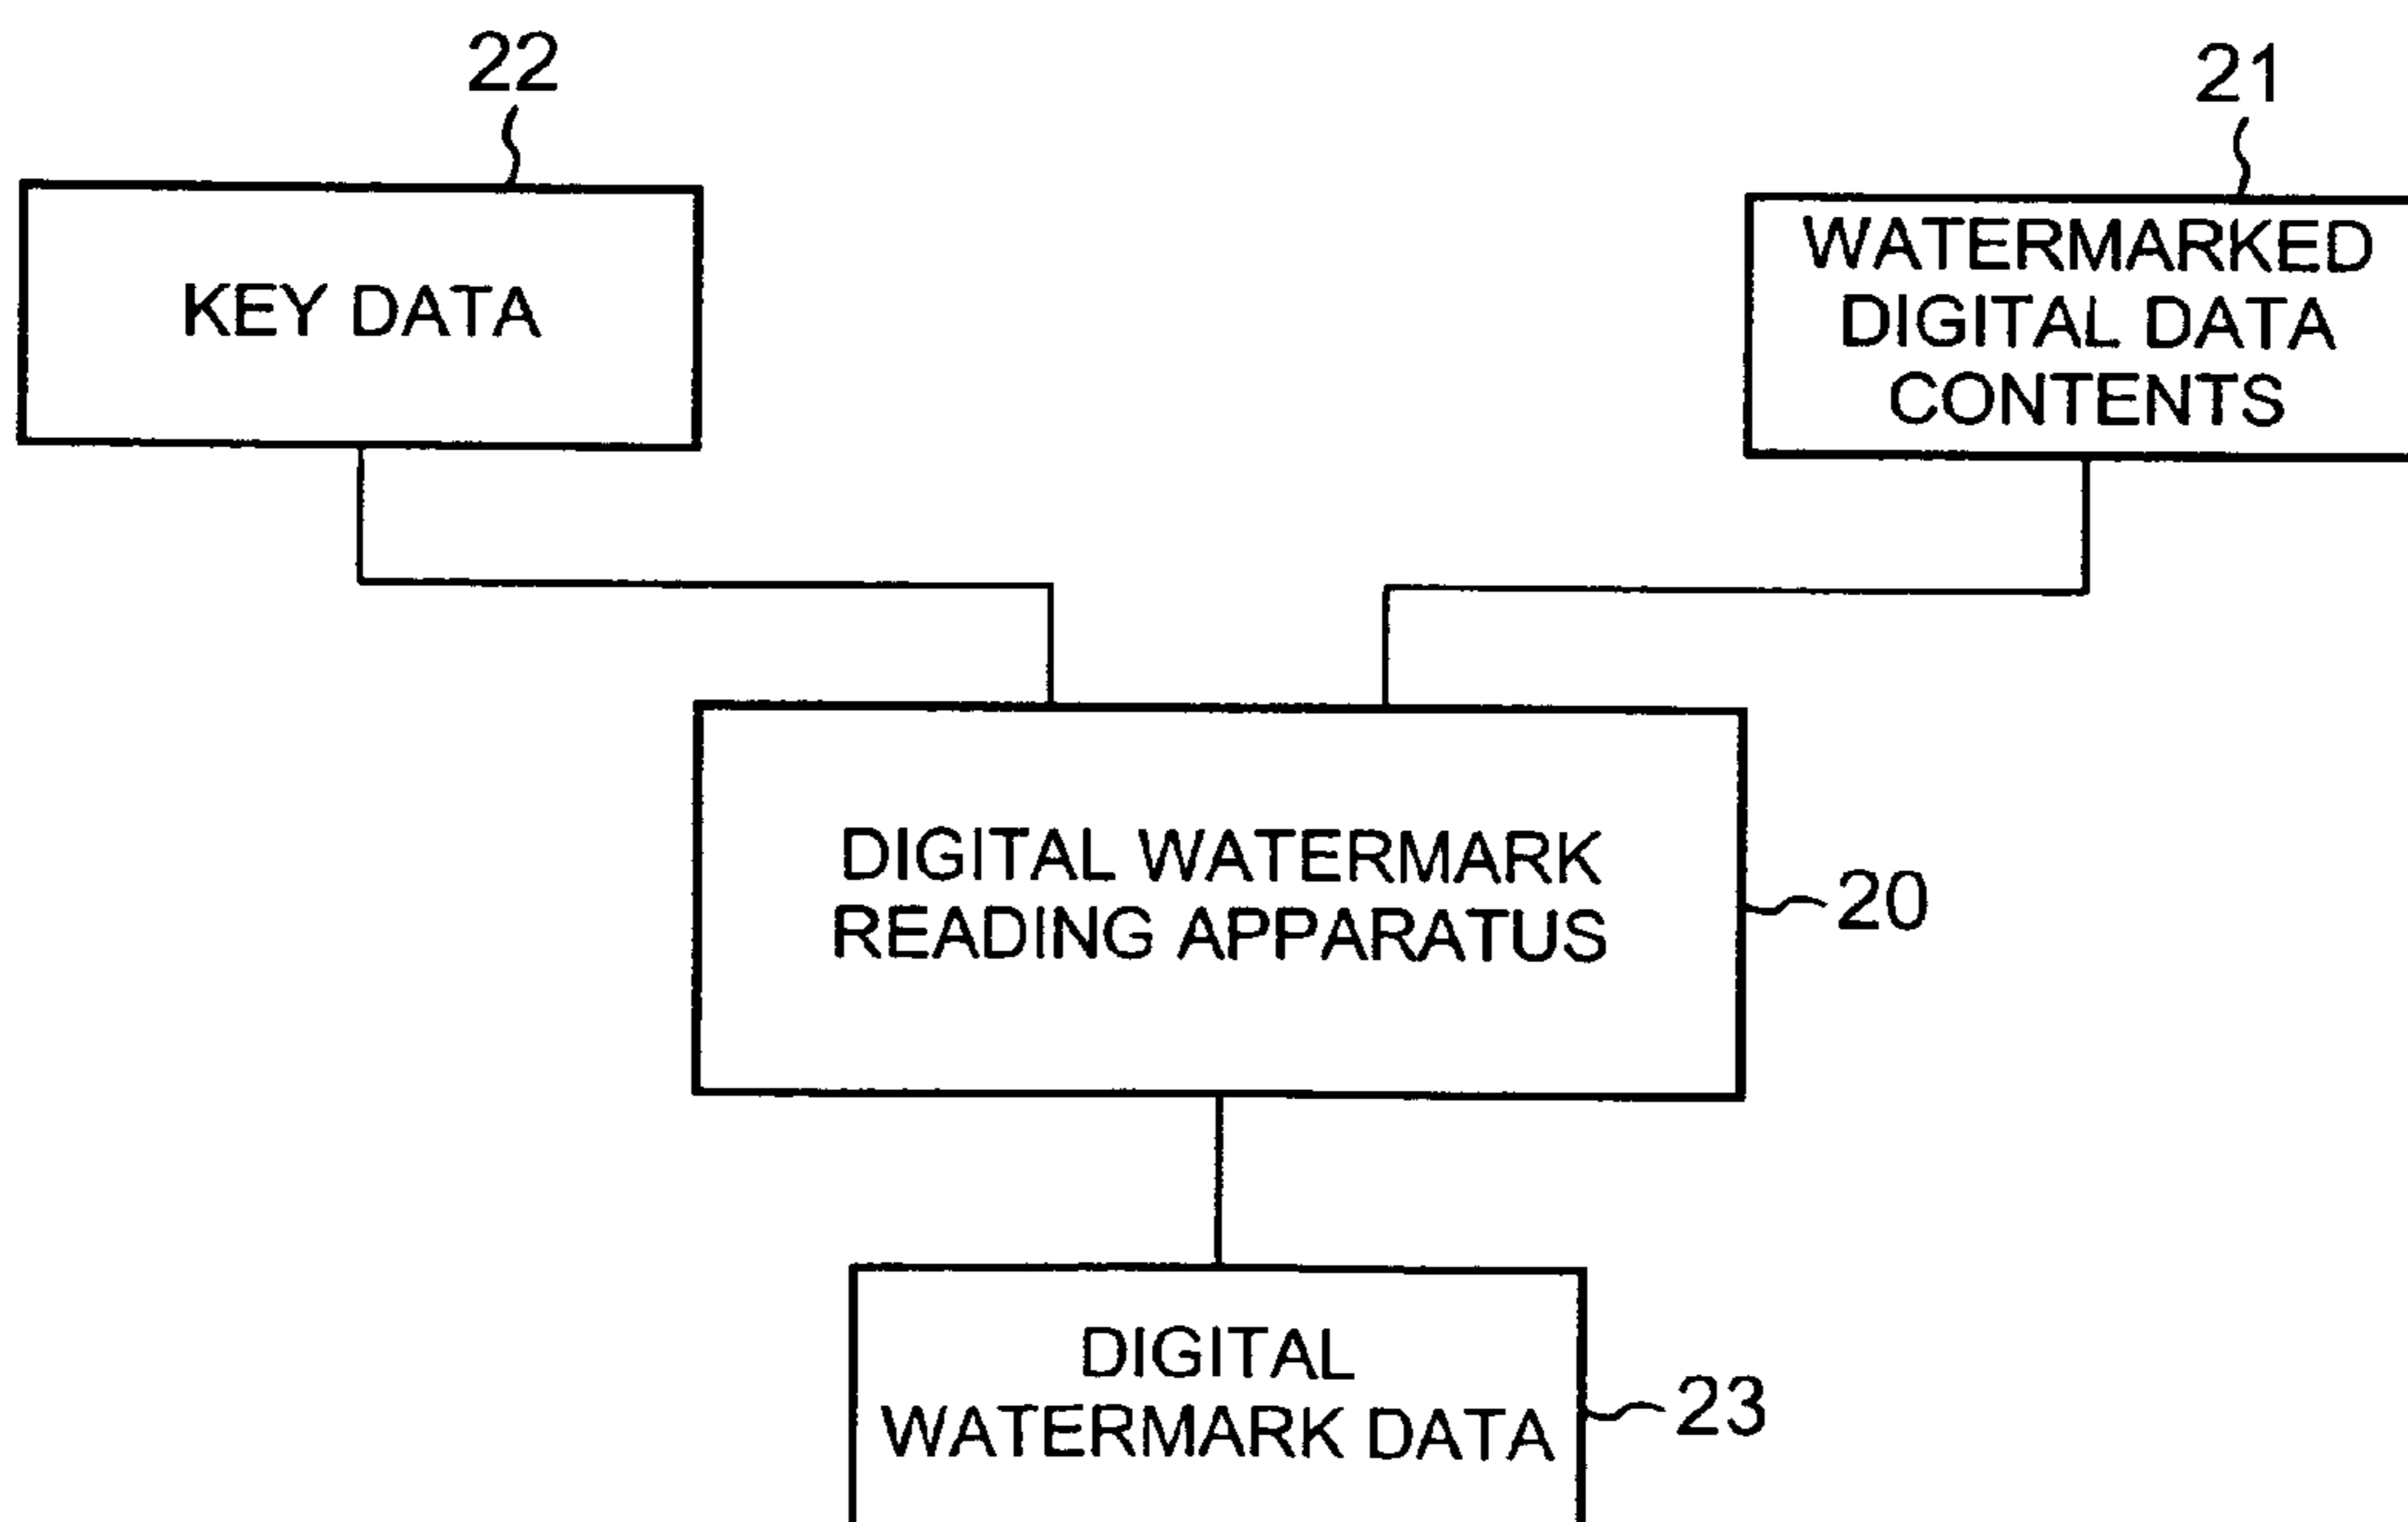 22
21
KEY DATA
WATERMARKED
DIGITAL DATA
CONTENTS
DIGITAL WATERMARK
READING APPARATUS
20
DIGITAL
WATERMARK DATA
23